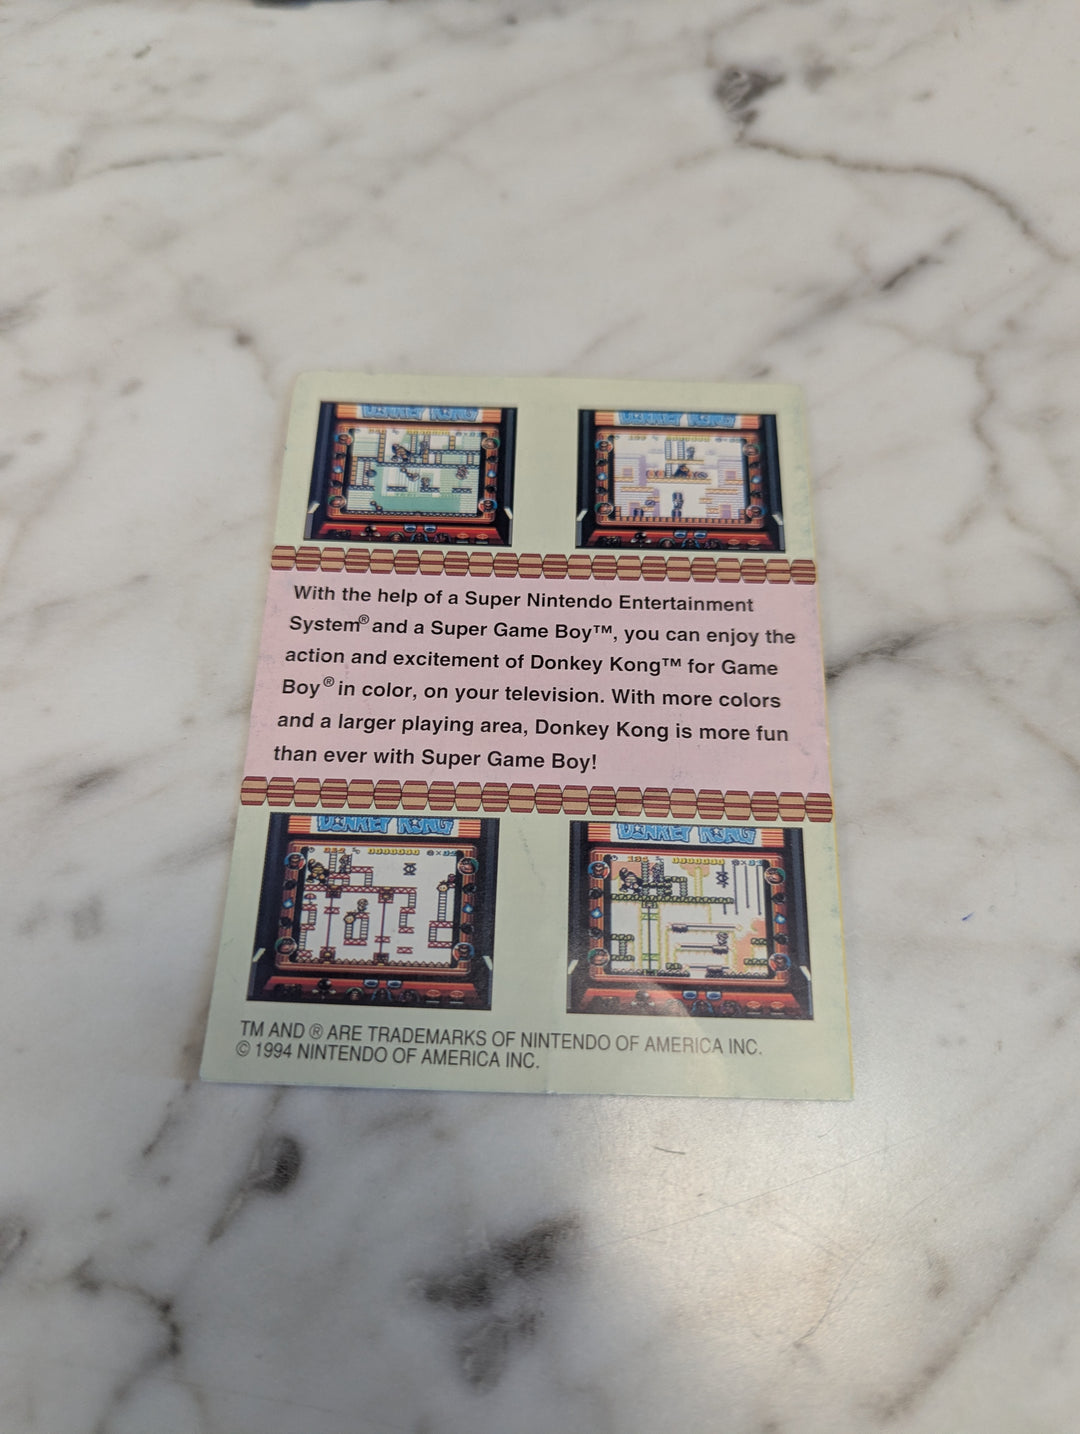 DONKEY KONG
DONKEY KONG
With the help of a Super Nintendo Entertainment
System® and a Super Game Boy™, you can enjoy the
action and excitement of Donkey Kong™ for Game
Boy® in color, on your television. With more colors
and a larger playing area, Donkey Kong is more fun
than ever with Super Game Boy!
DONKEY KONG
DONKEY KONG
TM AND ® ARE TRADEMARKS OF NINTENDO OF AMERICA INC.
© 1994 NINTENDO OF AMERICA INC.